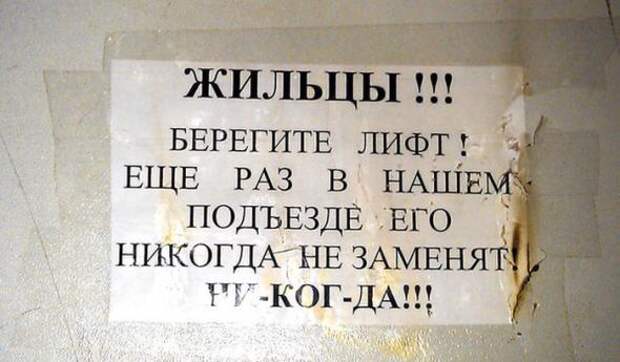 ЖИЛЬЦЫ !!!
БЕРЕГИТЕ ЛИФТ !
ЕЩЕ РАЗ В НАШЕМ
ПОДЪЕЗДЕ ЕГО
НИКОГДА НЕ ЗАМЕНЯТ!
НИ-КОГ-ДА!!!